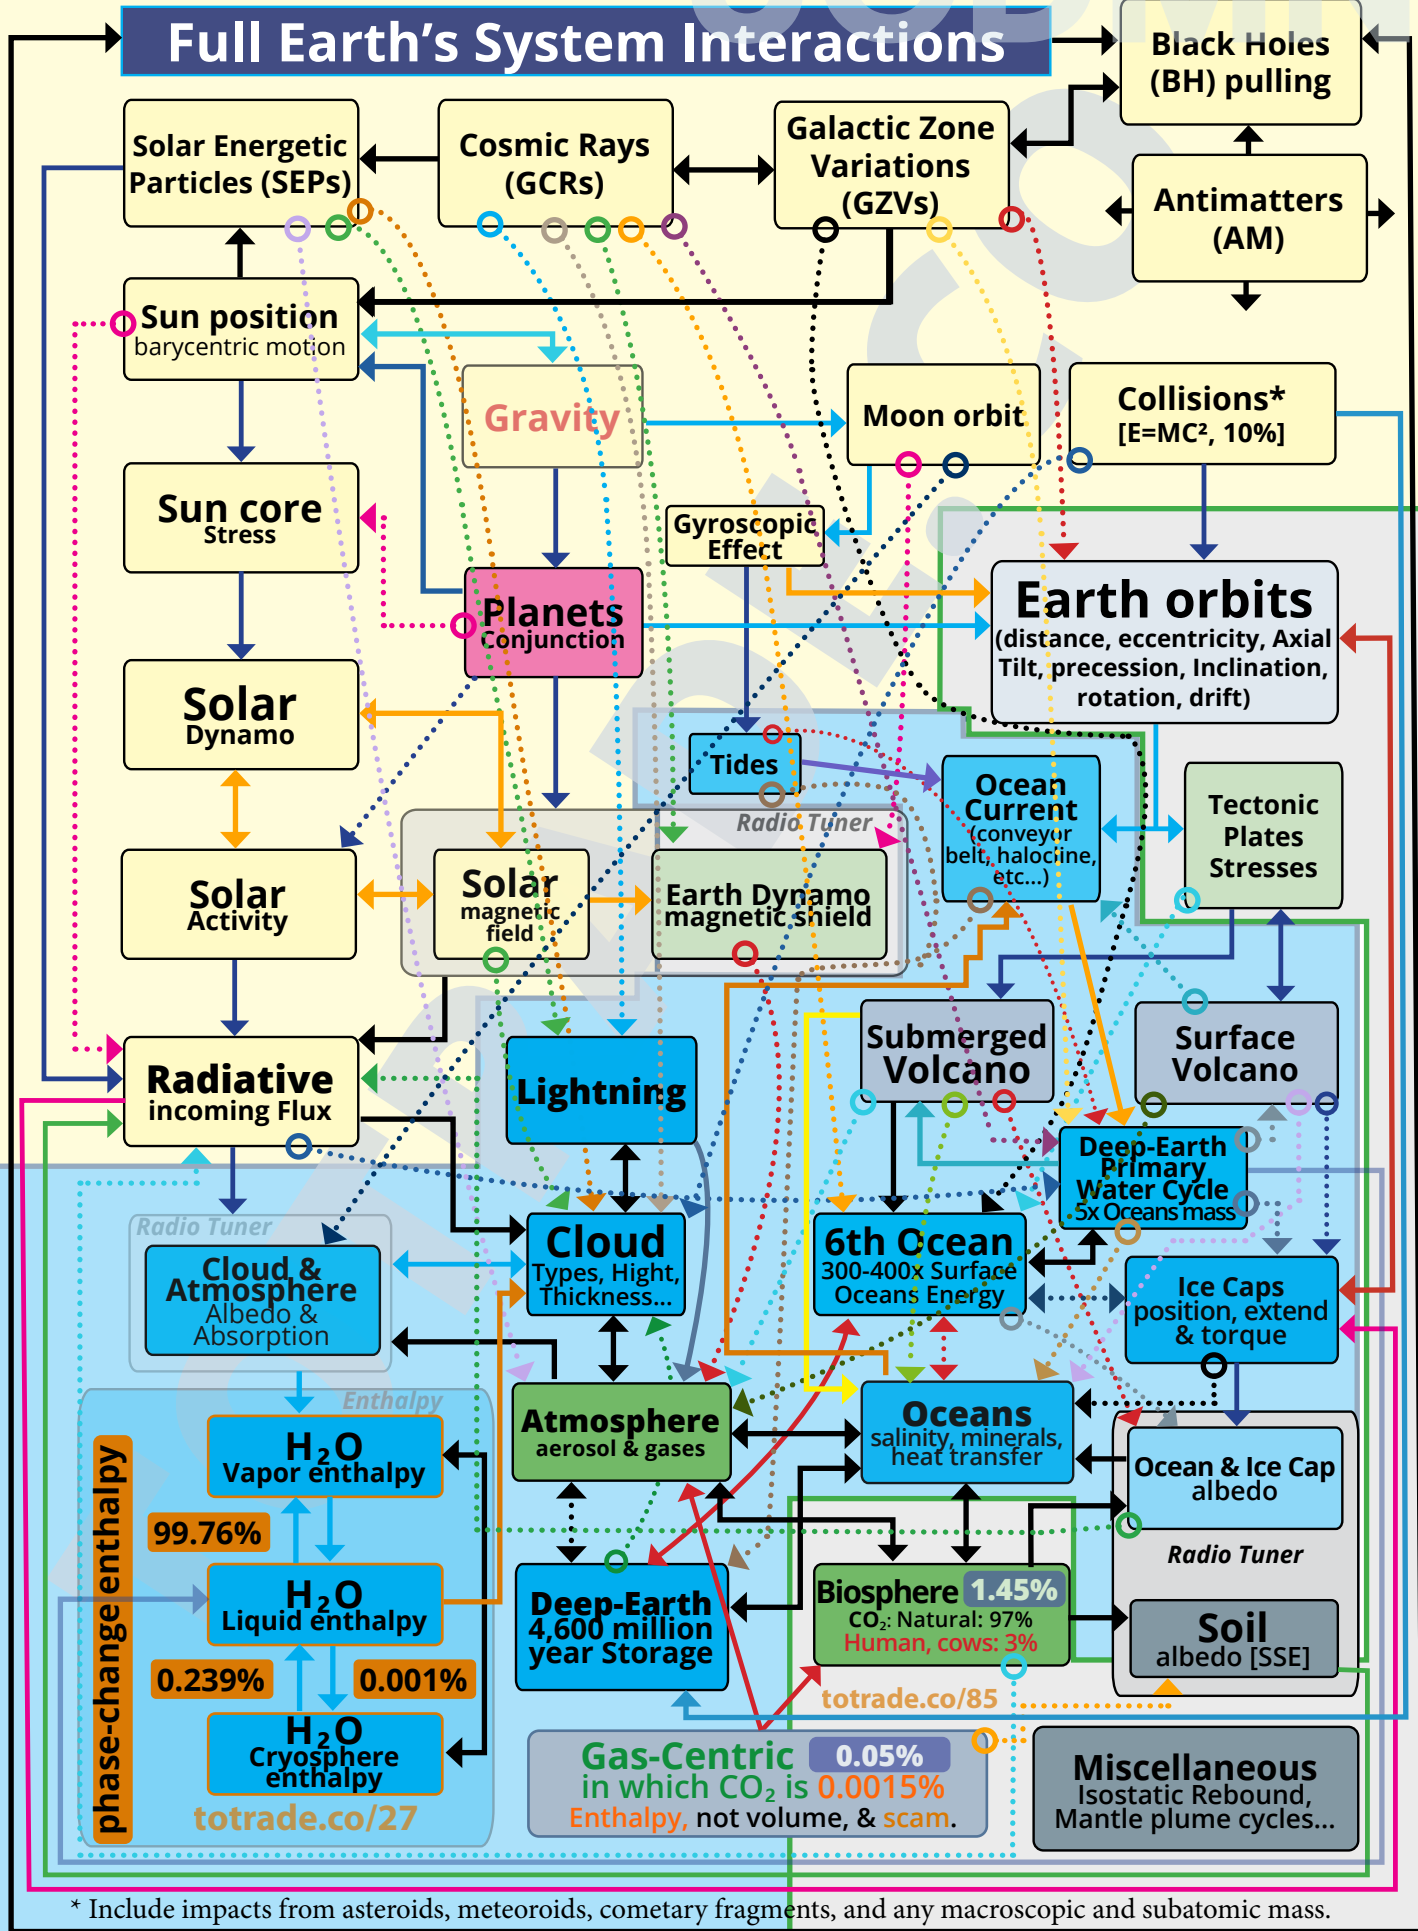 Full Earth's System Interactions
Black Holes
(BH) pulling
Solar Energetic
Particles (SEPs)
Cosmic Rays
(GCRs)
Galactic Zone
Variations
(GZVs)
Antimatters
(AM)
Sun position
barycentric motion
Gravity
Moon orbit
Collisions*
[E=MC², 10%]
Sun core
Stress
Gyroscopic
Effect
Planets
Conjunction
Earth orbits
(distance, eccentricity, Axial
Tilt, precession, Inclination,
rotation, drift)
Solar
Dynamo
Tides
Ocean
Current
(conveyor
belt, halocline,
etc...)
Tectonic
Plates
Stresses
Radio Tuner
Solar
Activity
Solar
magnetic
field
Earth Dynamo
magnetic shield
Submerged
Volcano
Surface
Volcano
Radiative
incoming Flux
Lightning
Deep-Earth
Primary
Water Cycle
5x Oceans mass
Radio Tuner
Cloud &
Atmosphere
Albedo &
Absorption
Cloud
Types, Hight,
Thickness...
6th Ocean
300-400x Surface
Oceans Energy
Ice Caps
position, extend
& torque
Enthalpy
phase-change enthalpy
H₂O
Vapor enthalpy
99.76%
H₂O
Liquid enthalpy
0.239%
0.001%
H₂O
Cryosphere
enthalpy
totrade.co/27
Atmosphere
aerosol & gases
Oceans
salinity, minerals,
heat transfer
Ocean & Ice Cap
albedo
Radio Tuner
Deep-Earth
4,600 million
year Storage
Biosphere 1.45%
CO₂: Natural: 97%
Human, cows: 3%
Soil
albedo [SSE]
totrade.co/85
Gas-Centric 0.05%
in which CO₂ is 0.0015%
Enthalpy, not volume, & scam.
Miscellaneous
Isostatic Rebound,
Mantle plume cycles...
* Include impacts from asteroids, meteoroids, cometary fragments, and any macroscopic and subatomic mass.